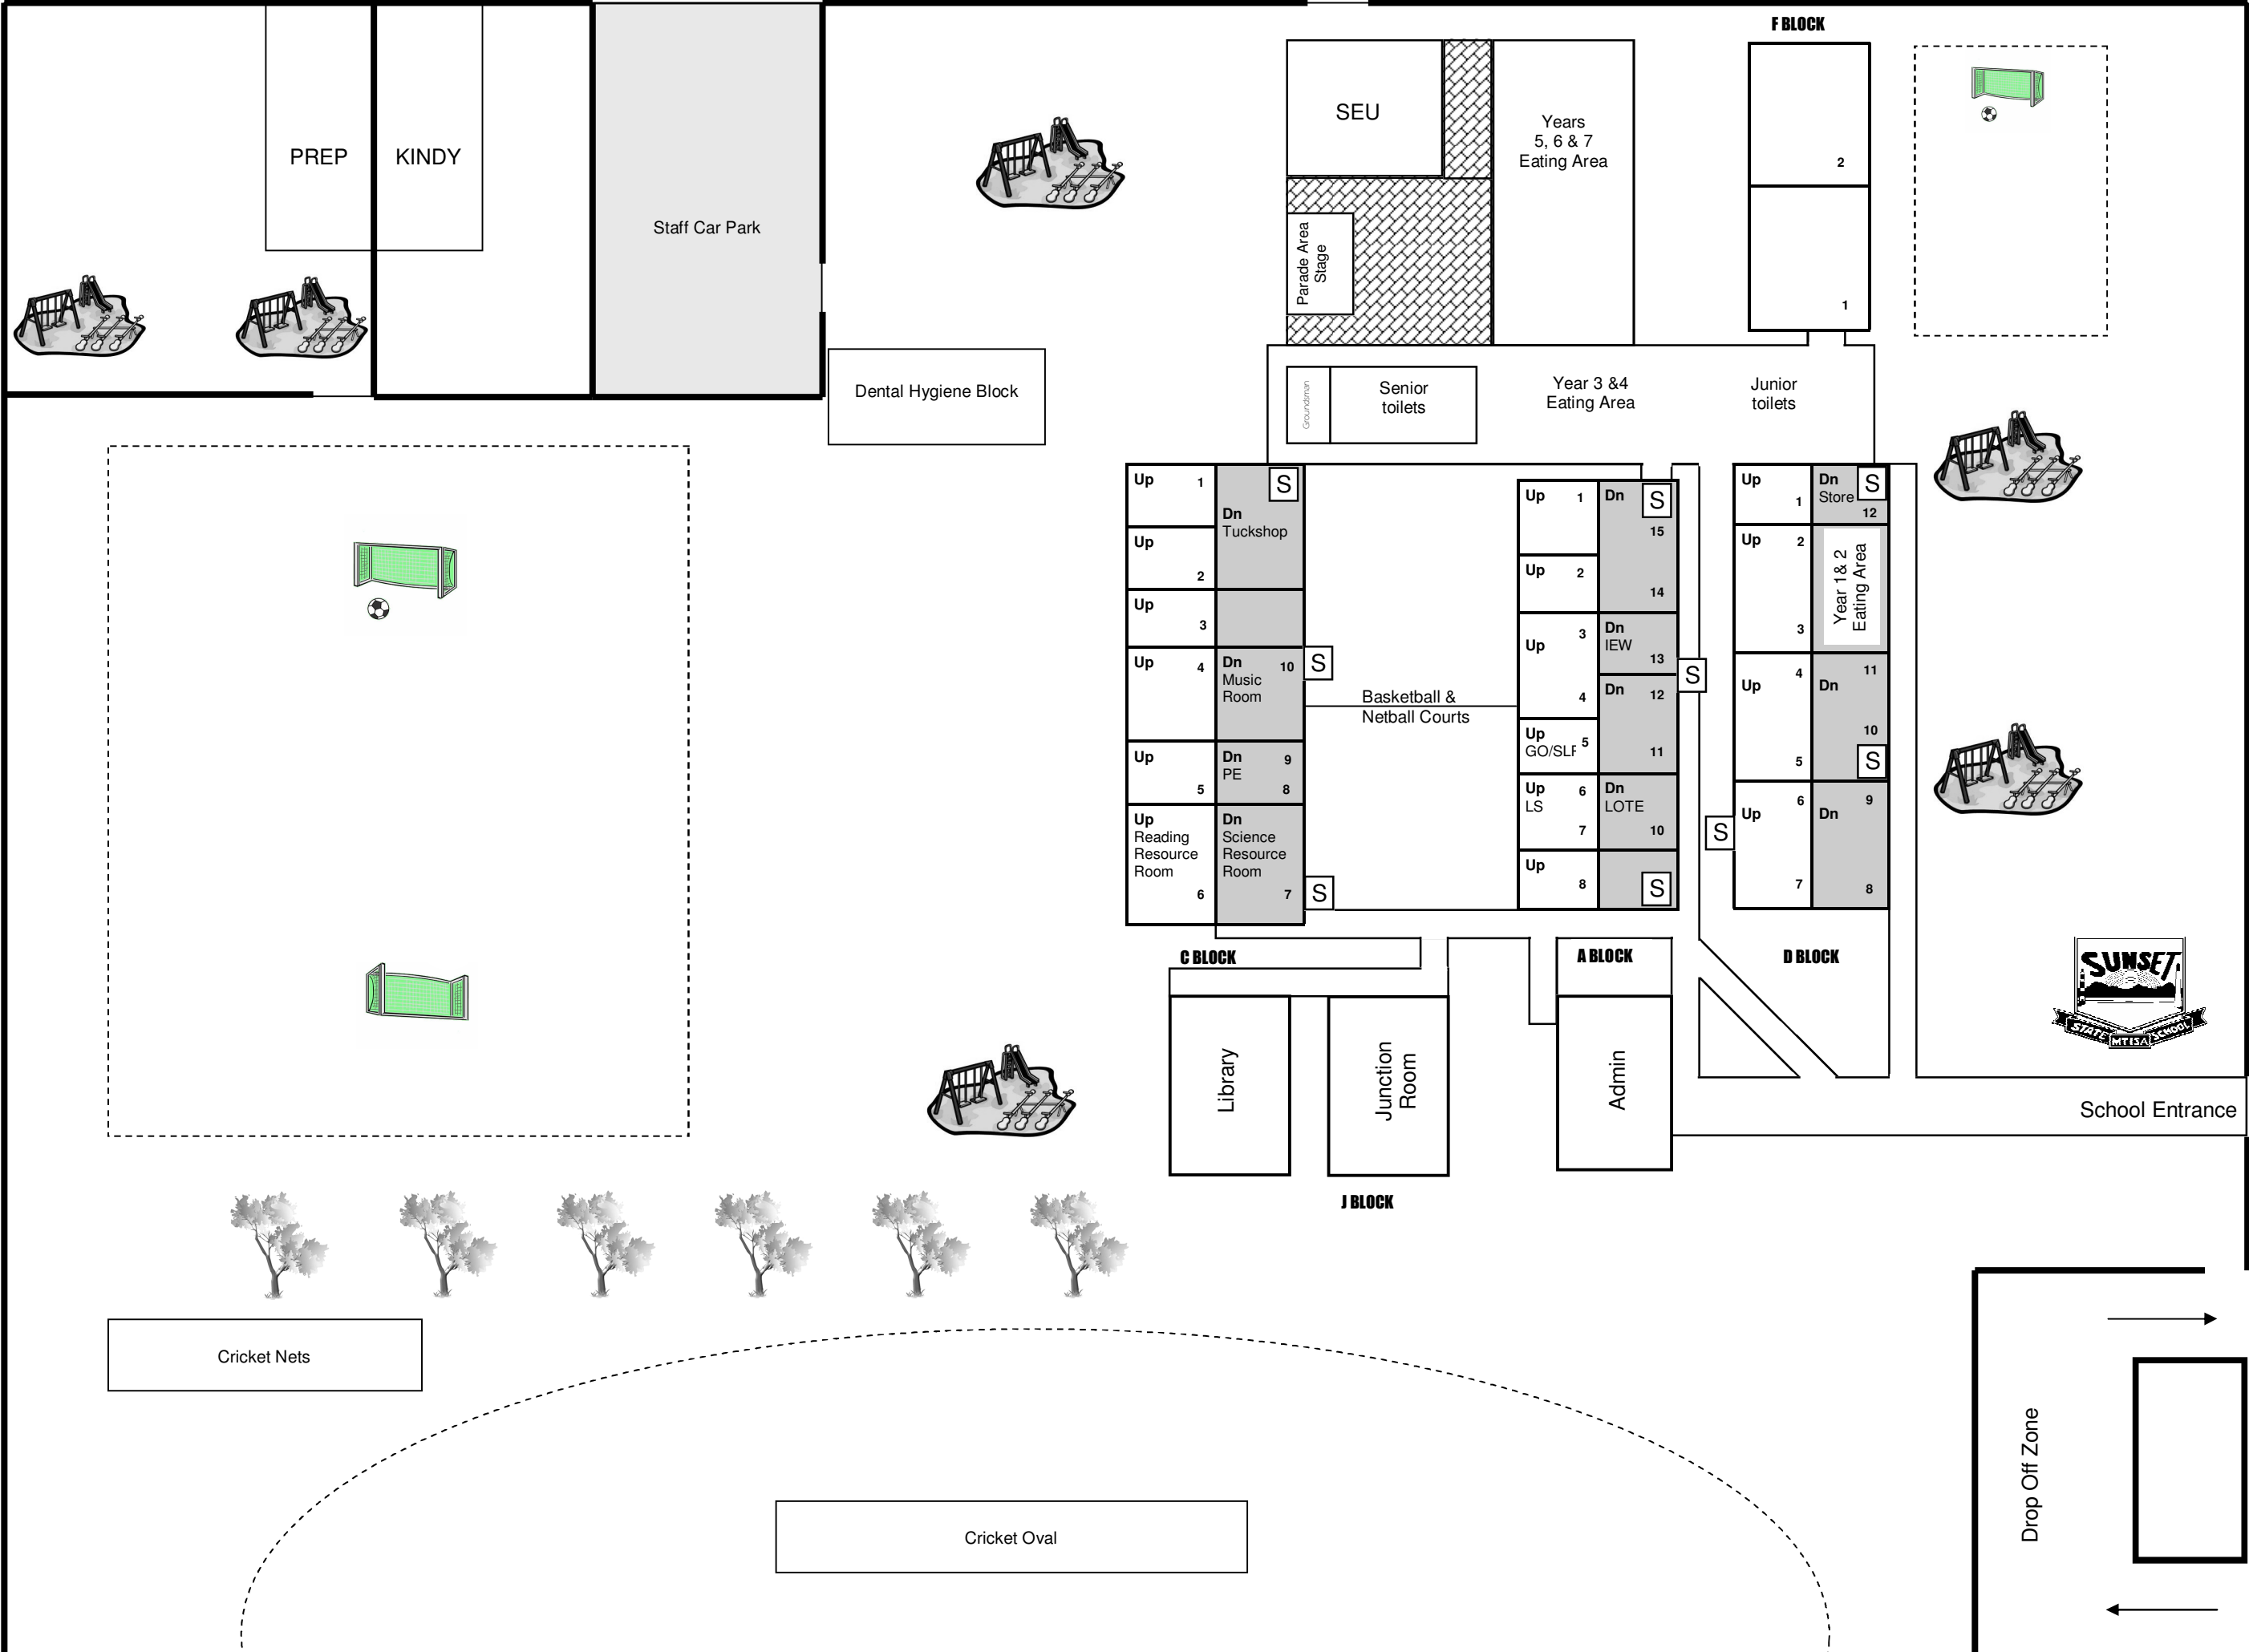 F BLOCK
PREP
KINDY
Staff Car Park
SEU
Years
5, 6 & 7
Eating Area
2
1
Parade Area
Stage
Dental Hygiene Block
Groundsman
Senior
toilets
Year 3 &4
Eating Area
Junior
toilets
Up 1
S
Dn
Tuckshop
Up
2
Up
3
Up 4
Dn 10
Music
Room
S
Up
5
Dn 9
PE
8
Up
Reading
Resource
Room
6
Dn
Science
Resource
Room
7
S
Basketball &
Netball Courts
Up 1
Dn S
15
Up 2
14
3
Up
4
Dn
IEW
13
S
Dn 12
11
Up
GO/SLP 5
Up 6
LS
7
Dn
LOTE
10
Up
8
S
Up
1
Dn S
Store
12
Up 2
3
Year 1& 2
Eating Area
4
Up
5
11
Dn
10
S
6
Up
7
S
9
Dn
8
C BLOCK
A BLOCK
D BLOCK
SUNSET
STATE MT ISA SCHOOL
Library
Junction
Room
Admin
School Entrance
J BLOCK
Cricket Nets
Cricket Oval
Drop Off Zone